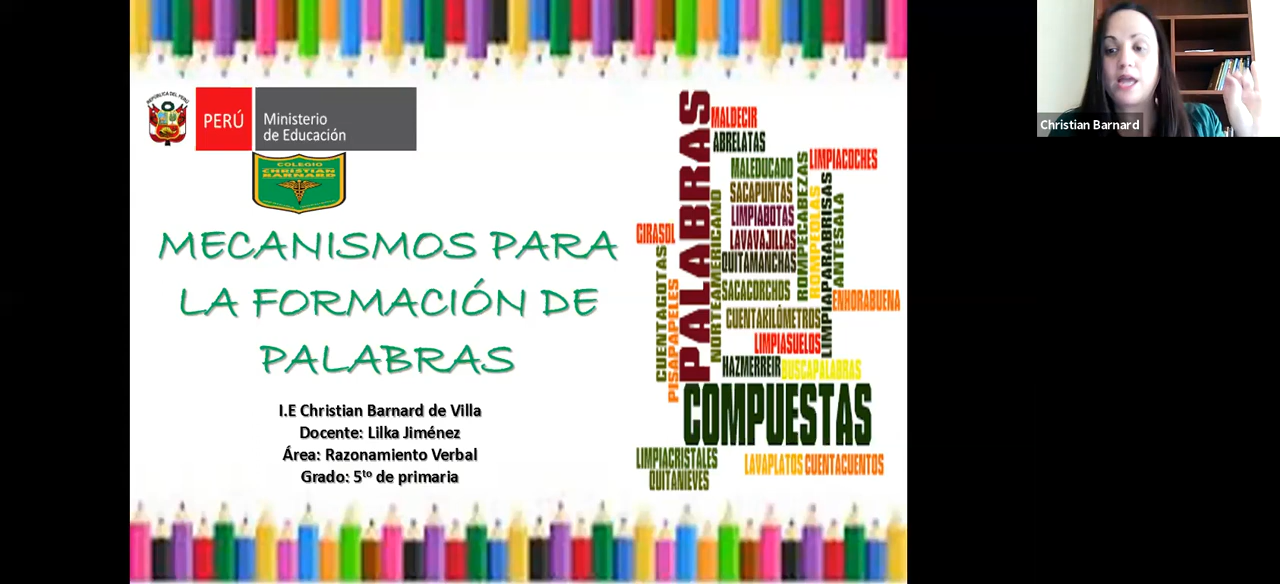 REPÚBLICA DEL PERÚ
PERÚ
Ministerio
de Educación
COLEGIO
CHRISTIAN
BARNARD
MECANISMOS PARA
LA FORMACIÓN DE
PALABRAS
I.E Christian Barnard de Villa
Docente: Lilka Jiménez
Área: Razonamiento Verbal
Grado: 5to de primaria
PALABRAS
MALDECIR
ABRELATAS
MALEDUCADO
LIMPIACOCHES
SACAPUNTAS
LIMPIABOTAS
LAVAVAJILLAS
QUITAMANCHAS
SACACORCHOS
CUENTAKILÓMETROS
LIMPIASUELOS
HAZMERREIR
BUSCAPALABRAS
NORTEAMERICANO
ROMPECABEZAS
ROMPEOLAS
LIMPIAPARABRISAS
ANTESALA
ENHORABUENA
GIRASOL
CUENTAGOTAS
PISAPAPELES
COMPUESTAS
LIMPIACRISTALES
QUITANIEVES
LAVAPLATOS
CUENTACUENTOS
Christian Barnard